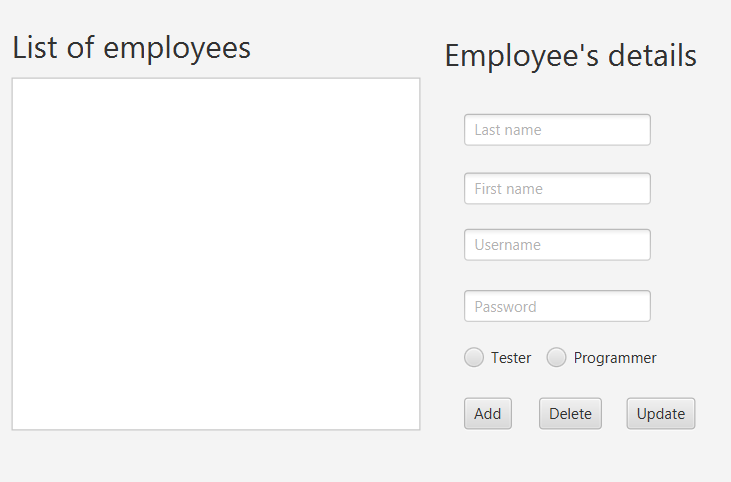 List of employees
Employee's details
Last name
First name
Username
Password
Tester Programmer
Add Delete Update